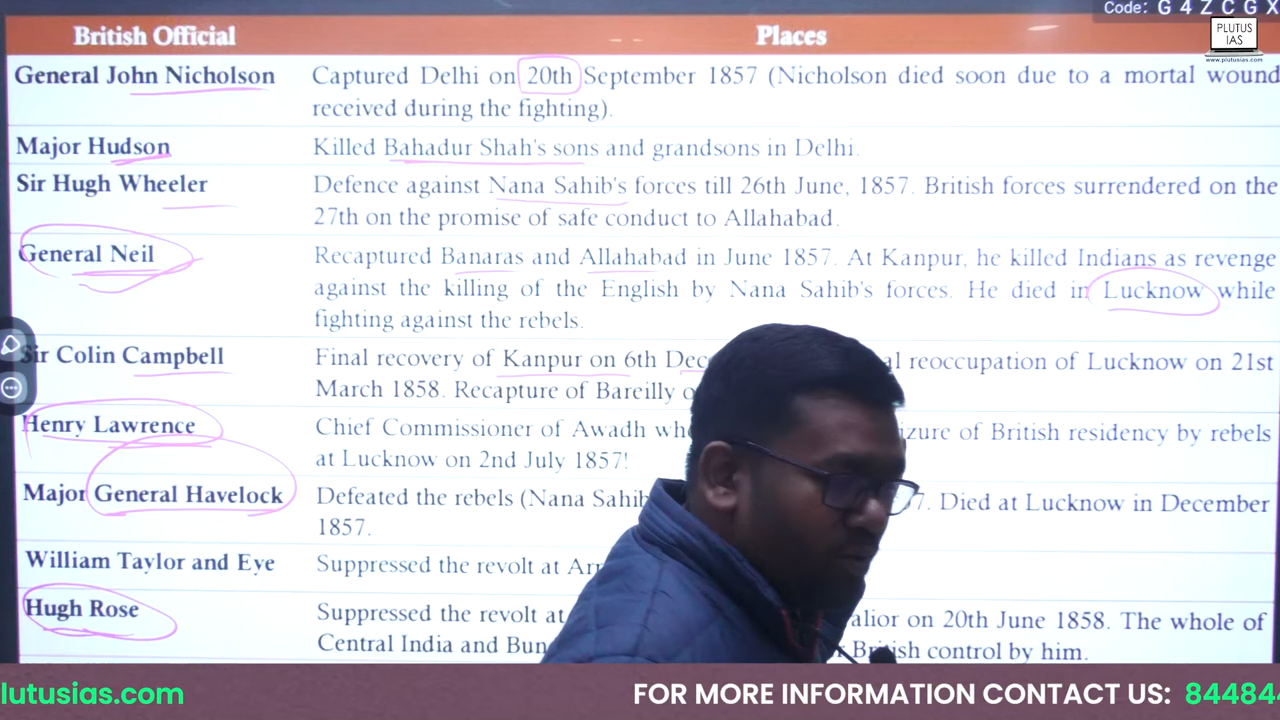 Code: G 4 Z C G X
PLUTUS
IAS
www.plutusias.com
British Official Places
General John Nicholson Captured Delhi on 20th September 1857 (Nicholson died soon due to a mortal wound
received during the fighting).
Major Hudson Killed Bahadur Shah's sons and grandsons in Delhi.
Sir Hugh Wheeler Defence against Nana Sahib's forces till 26th June, 1857. British forces surrendered on the
27th on the promise of safe conduct to Allahabad.
General Neil Recaptured Banaras and Allahabad in June 1857. At Kanpur, he killed Indians as revenge
against the killing of the English by Nana Sahib's forces. He died in Lucknow while
fighting against the rebels.
Sir Colin Campbell Final recovery of Kanpur on 6th reoccupation of Lucknow on 21st
March 1858. Recapture of Bareilly
Henry Lawrence Chief Commissioner of Awadh of British residency by rebels
at Lucknow on 2nd July 1857!
Major General Havelock Defeated the rebels (Nana Sahib Died at Lucknow in December
1857.
William Taylor and Eye Suppressed the revolt at
Hugh Rose Suppressed the revolt at on 20th June 1858. The whole of
Central India and British control by him.
lutusias.com FOR MORE INFORMATION CONTACT US: 84484